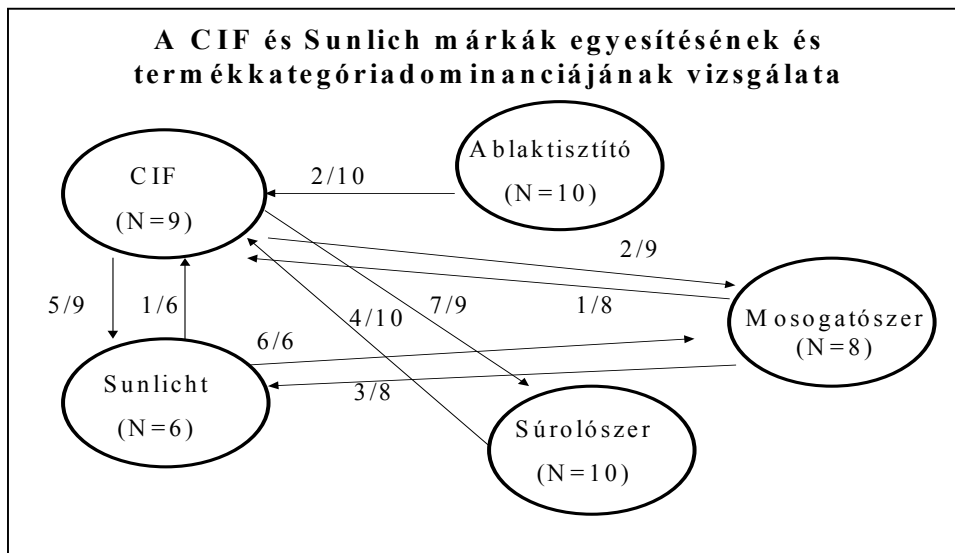 A CIF és Sunlich márkák egyesítésének és
termékkategóriadominanciájának vizsgálata
CIF
(N=9)
Ablaktisztító
(N=10)
2/10
2/9
1/8
Mosogatószer
(N=8)
5/9
1/6
4/10
7/9
6/6
3/8
Sunlicht
(N=6)
Súrolószer
(N=10)